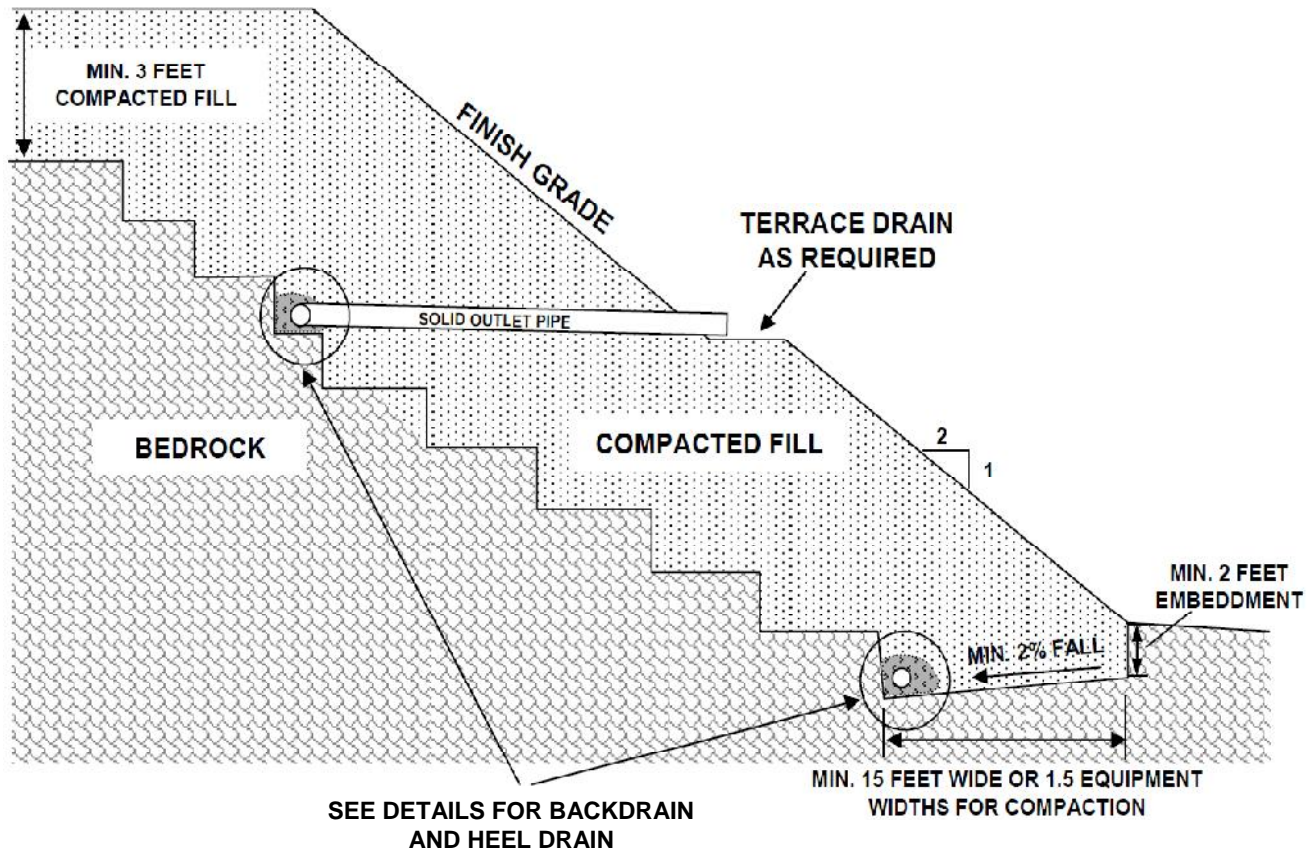 MIN. 3 FEET
COMPACTED FILL
FINISH GRADE
TERRACE DRAIN
AS REQUIRED
SOLID OUTLET PIPE
BEDROCK
COMPACTED FILL
2
1
MIN. 2 FEET
EMBEDDMENT
MIN. 2% FALL
MIN. 15 FEET WIDE OR 1.5 EQUIPMENT
WIDTHS FOR COMPACTION
SEE DETAILS FOR BACKDRAIN
AND HEEL DRAIN